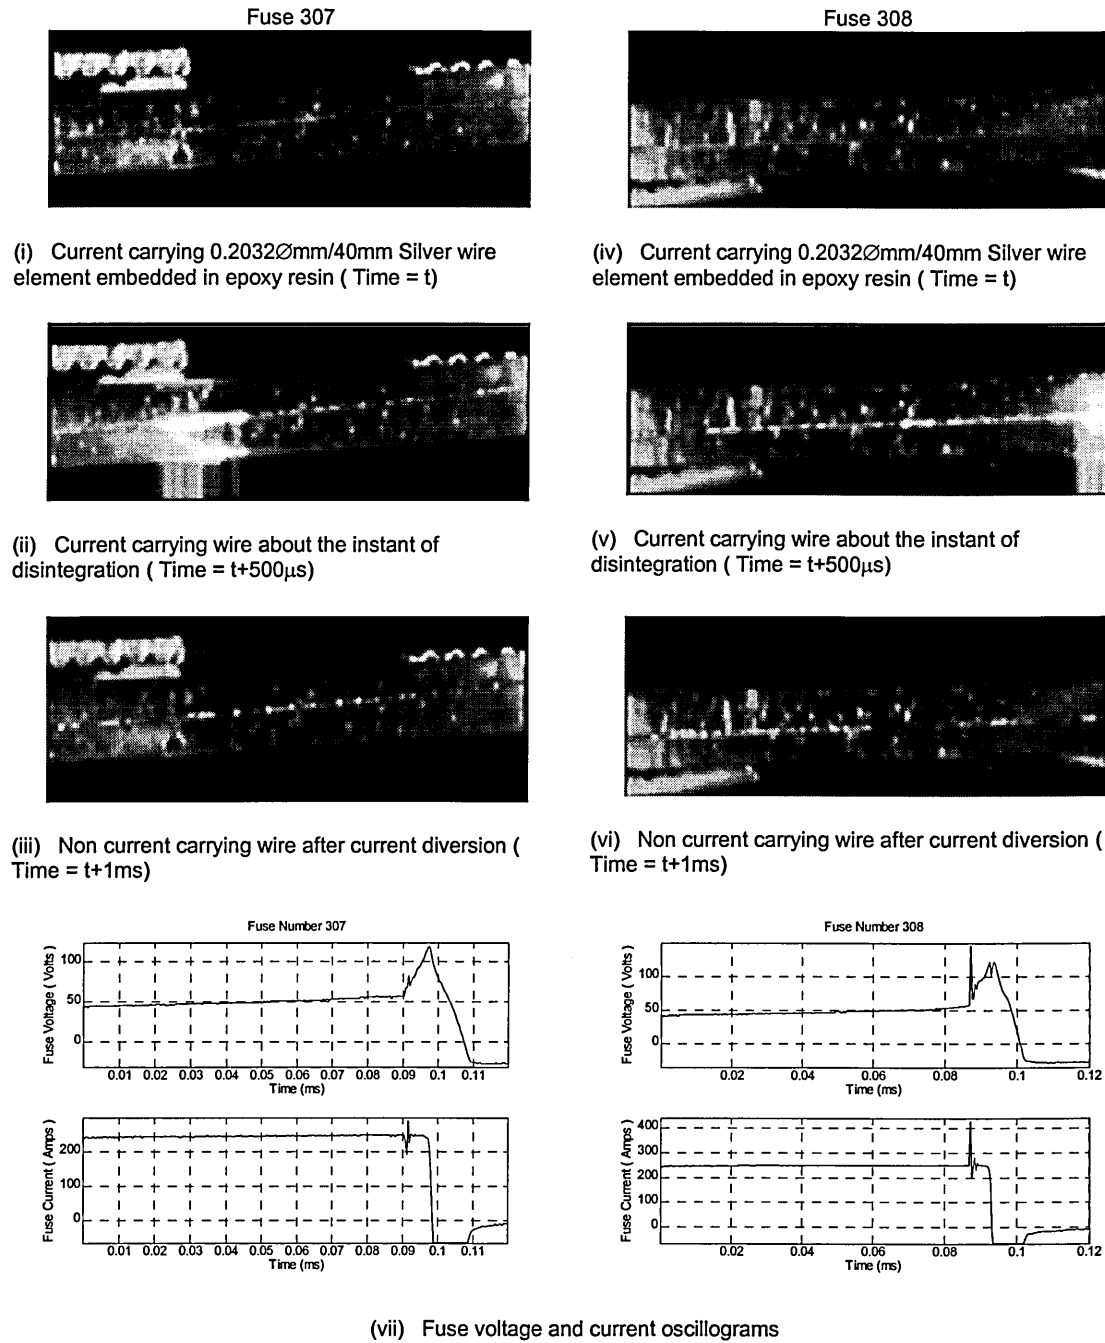 Fuse 307
Fuse 308
(i) Current carrying 0.2032Ømm/40mm Silver wire
element embedded in epoxy resin ( Time = t)
(iv) Current carrying 0.2032Ømm/40mm Silver wire
element embedded in epoxy resin ( Time = t)
(ii) Current carrying wire about the instant of
disintegration ( Time = t+500µs)
(v) Current carrying wire about the instant of
disintegration ( Time = t+500µs)
(iii) Non current carrying wire after current diversion (
Time = t+1ms)
(vi) Non current carrying wire after current diversion (
Time = t+1ms)
Fuse Number 307
Fuse Voltage ( Volts )
100
50
0
0.01 0.02 0.03 0.04 0.05 0.06 0.07 0.08 0.09 0.1 0.11
Time (ms)
Fuse Current ( Amps )
200
100
0
0.01 0.02 0.03 0.04 0.05 0.06 0.07 0.08 0.09 0.1 0.11
Time (ms)
Fuse Number 308
Fuse Voltage ( Volts )
100
50
0
0.02 0.04 0.06 0.08 0.1 0.12
Time (ms)
Fuse Current ( Amps )
400
300
200
100
0
0.02 0.04 0.06 0.08 0.1 0.12
Time (ms)
(vii) Fuse voltage and current oscillograms